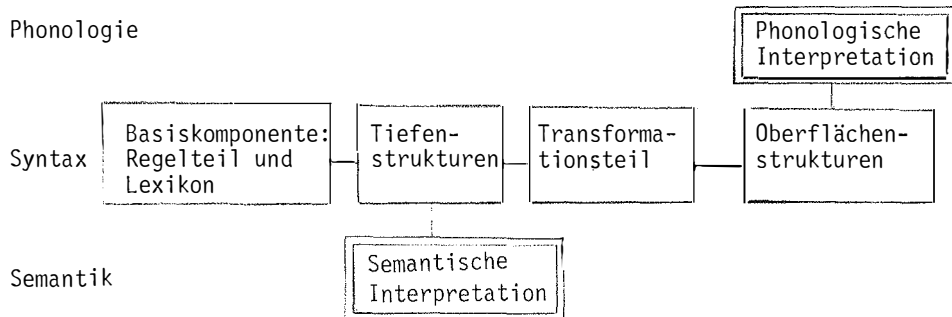 Phonologie
Phonologische
Interpretation
Syntax
Basiskomponente:
Regelteil und
Lexikon
Tiefen-
strukturen
Transforma-
tionsteil
Oberflächen-
strukturen
Semantik
Semantische
Interpretation